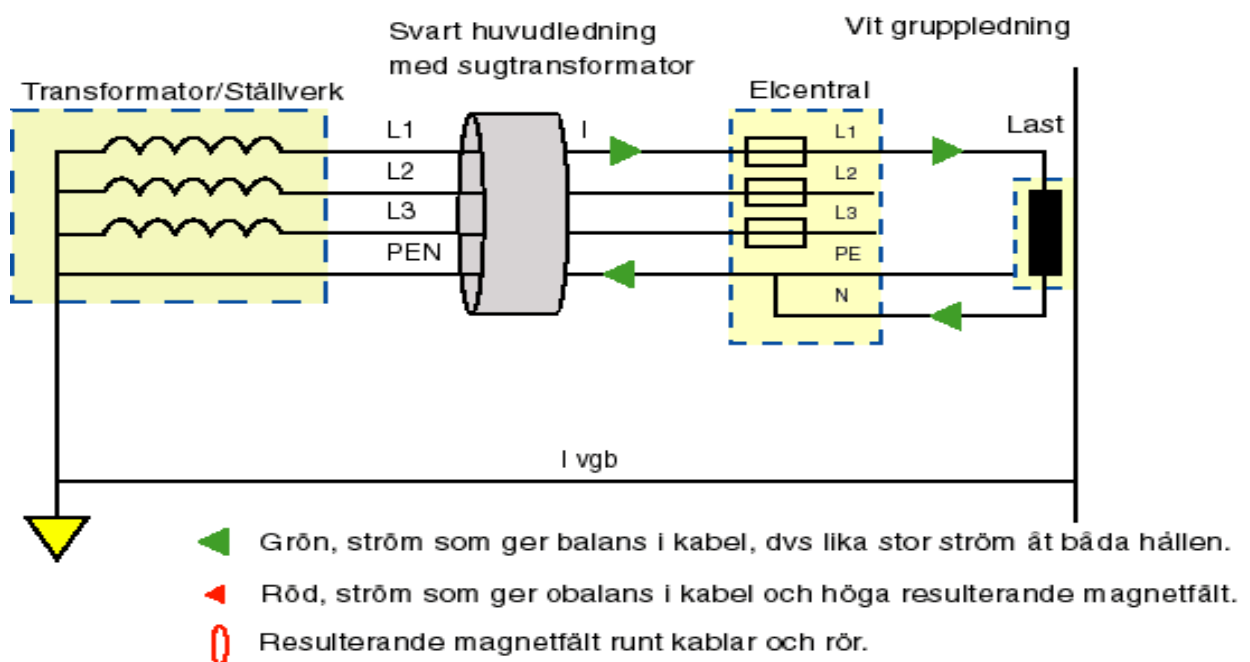 Svart huvudledning
med sugtransformator
Vit gruppledning
Transformator/Ställverk
Elcentral
Last
L1
I
L1
L2
L2
L3
L3
PEN
PE
N
I vgb
Grön, ström som ger balans i kabel, dvs lika stor ström åt båda hållen.
Röd, ström som ger obalans i kabel och höga resulterande magnetfält.
Resulterande magnetfält runt kablar och rör.